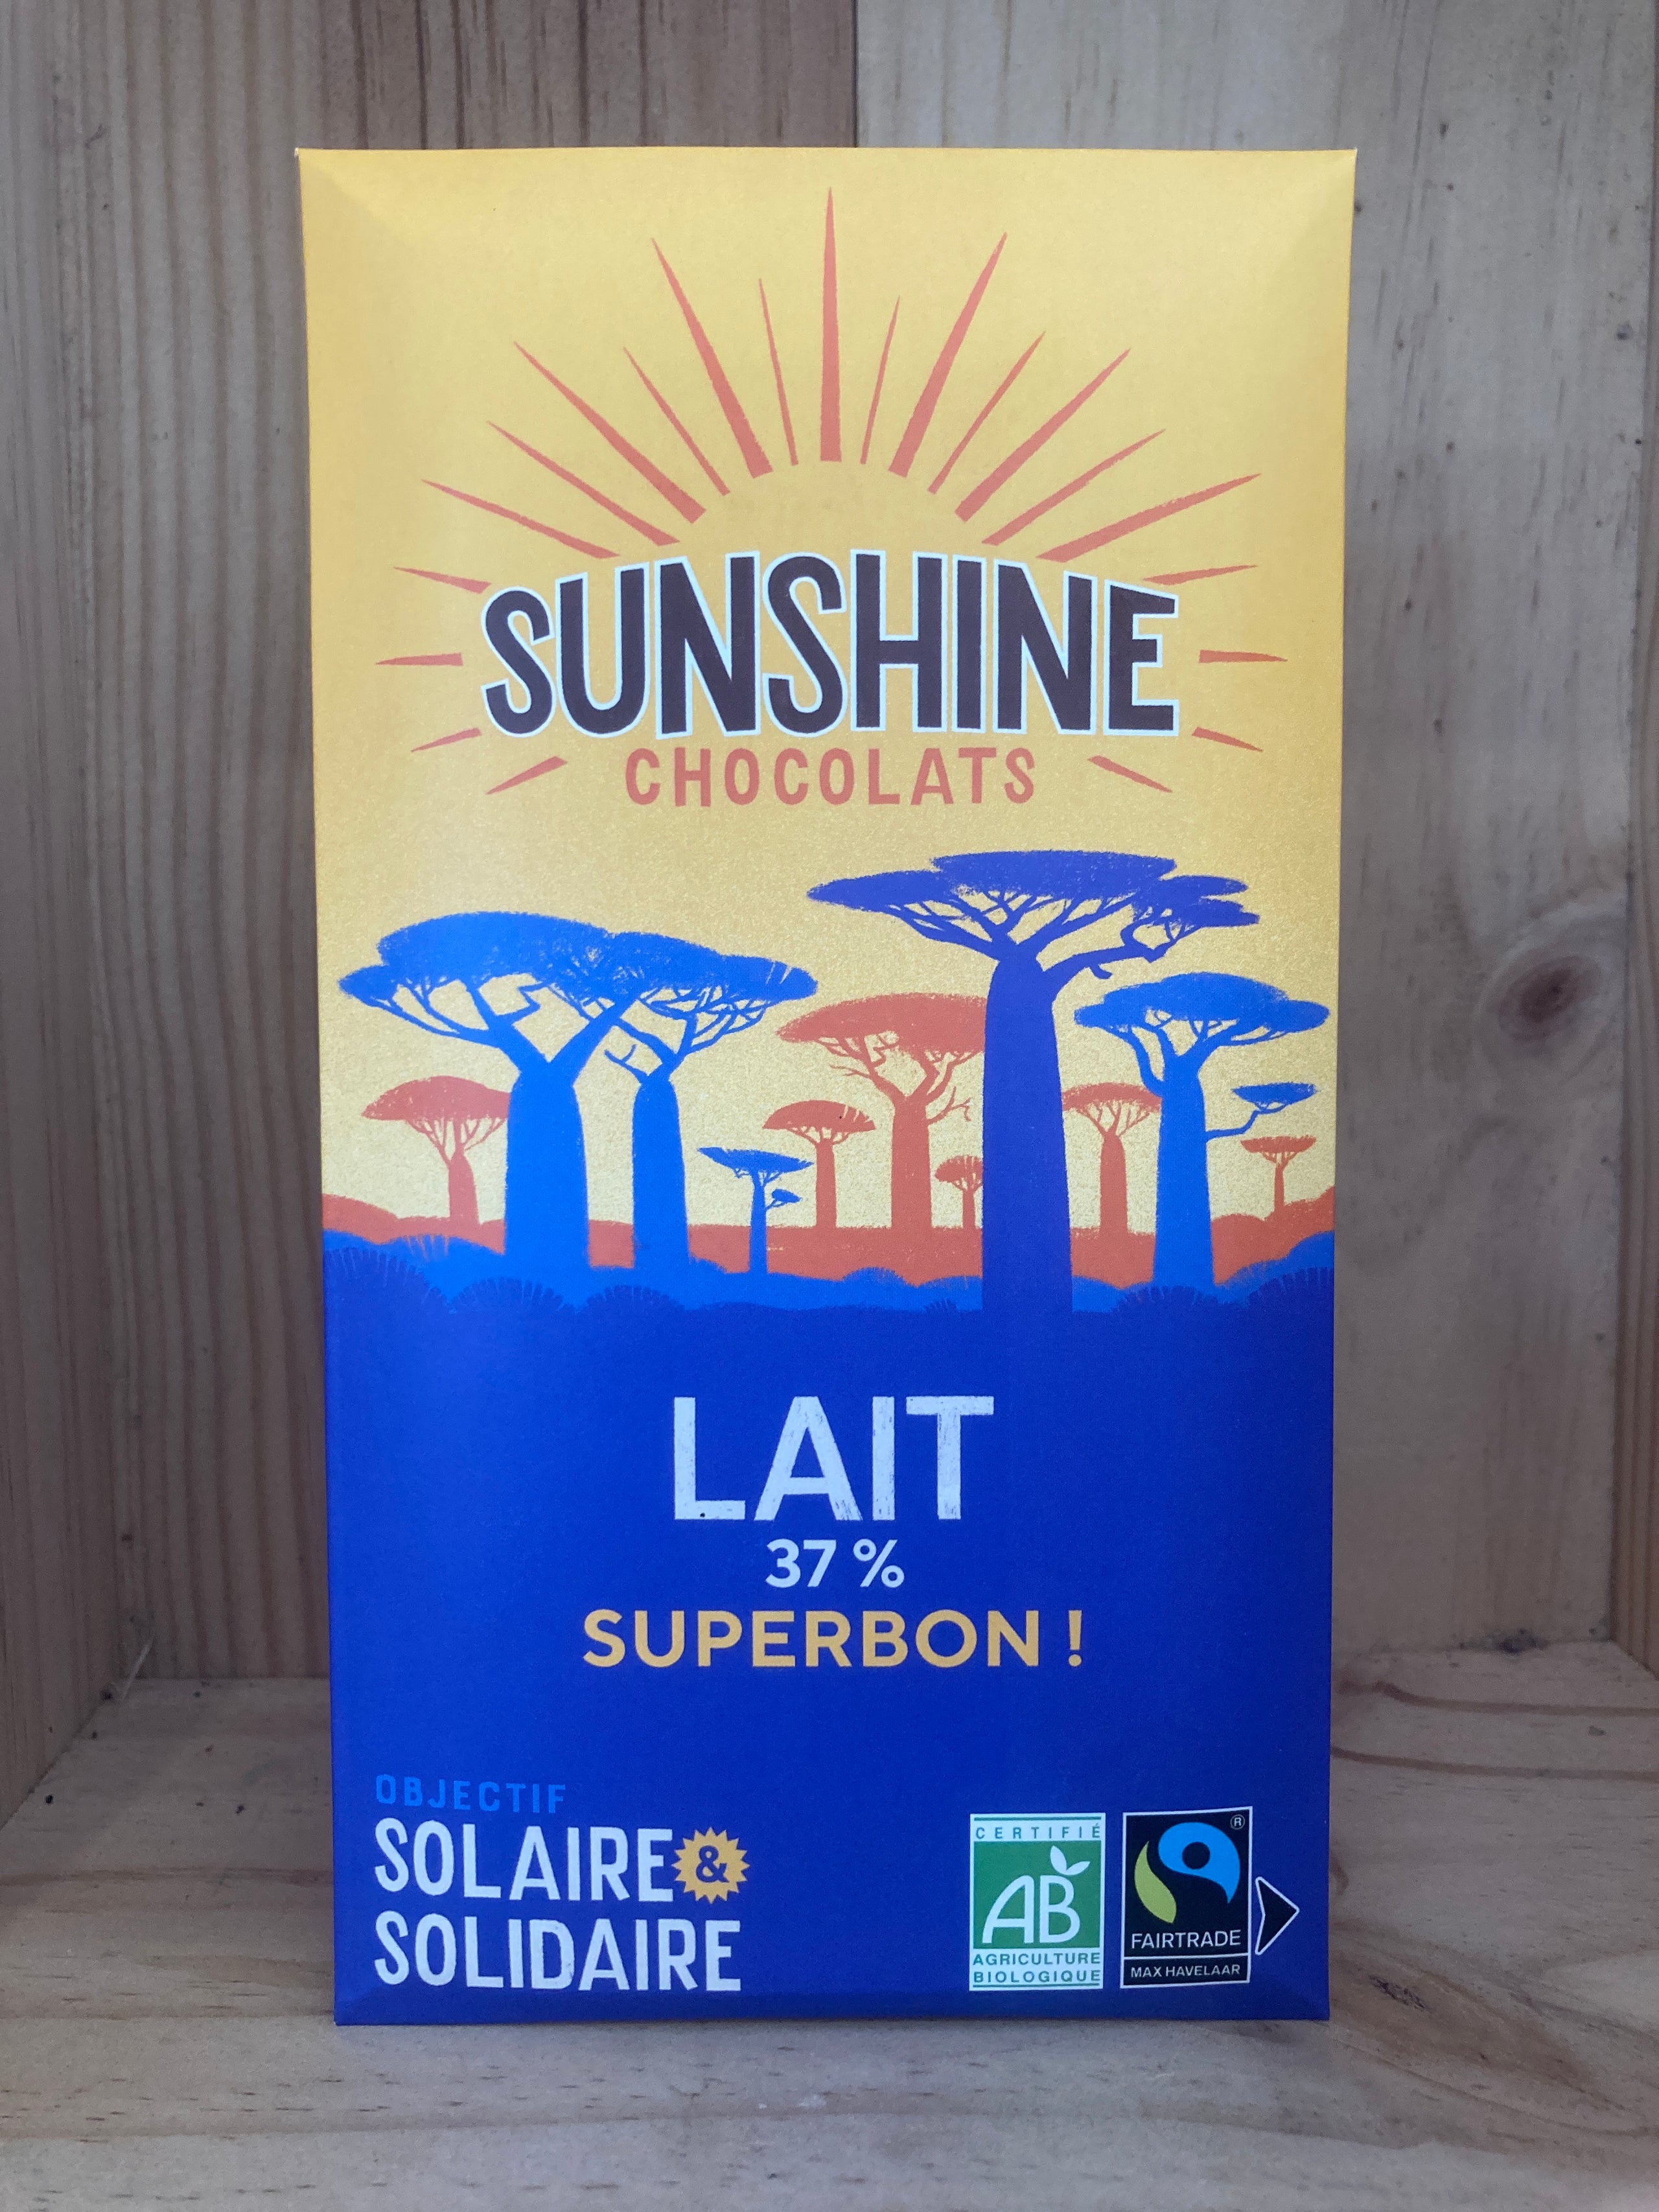 SUNSHINE
CHOCOLATS
LAIT
37 %
SUPERBON !
OBJECTIF
SOLAIRE &
SOLIDAIRE
CERTIFIÉ
AB
AGRICULTURE
BIOLOGIQUE
®
FAIRTRADE
MAX HAVELAAR